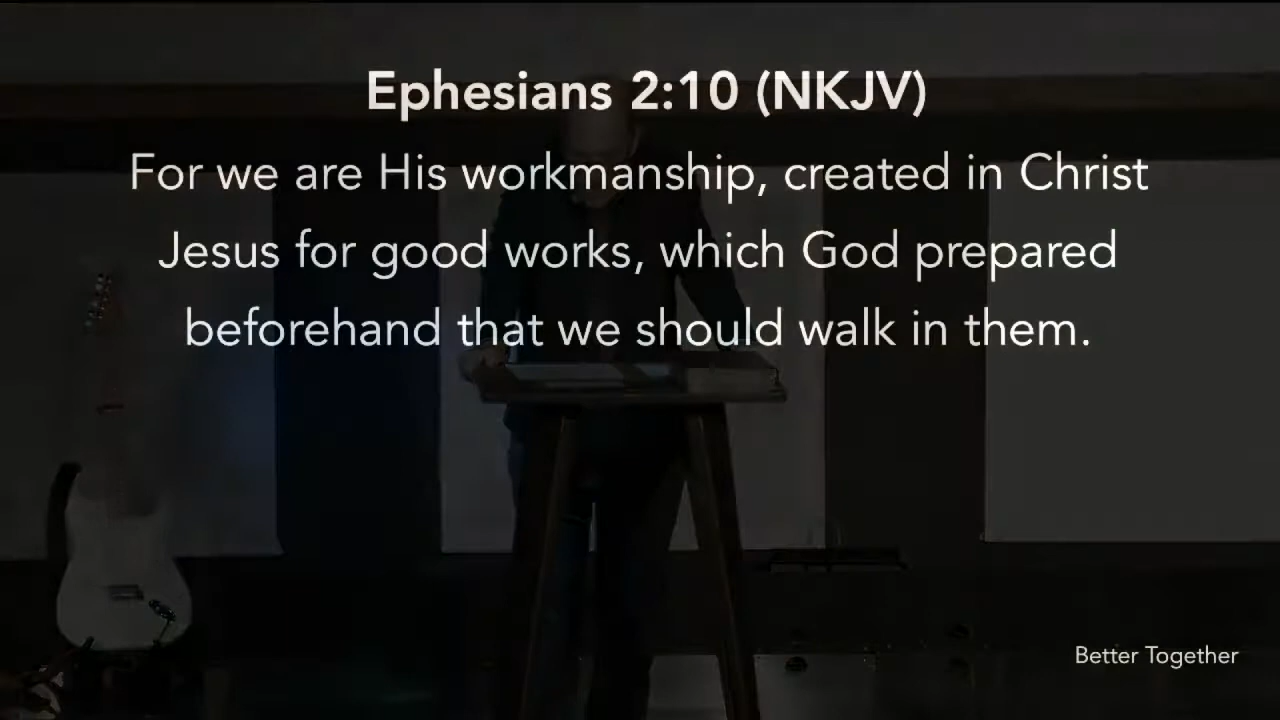 Ephesians 2:10 (NKJV)
For we are His workmanship, created in Christ
Jesus for good works, which God prepared
beforehand that we should walk in them.
Better Together